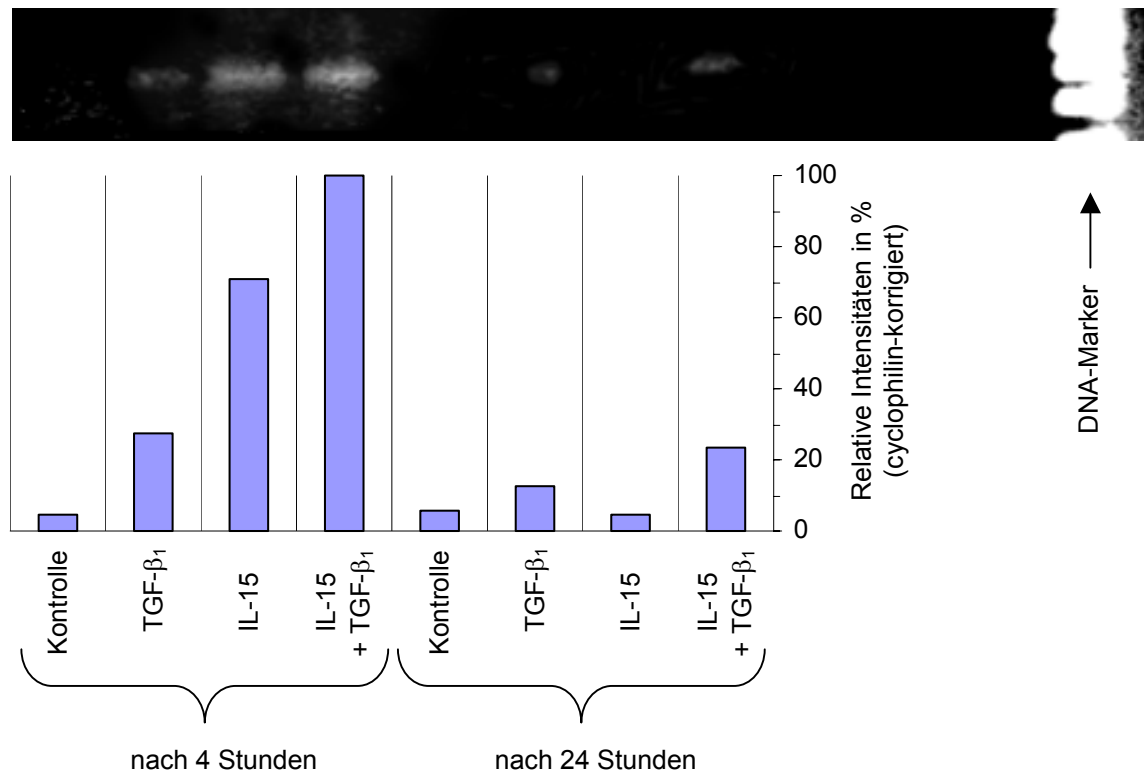 100
80
60
40
20
0
Relative Intensitäten in %
(cyclophilin-korrigiert)
DNA-Marker
Kontrolle
TGF-β₁
IL-15
IL-15
+ TGF-β₁
Kontrolle
TGF-β₁
IL-15
IL-15
+ TGF-β₁
nach 4 Stunden
nach 24 Stunden